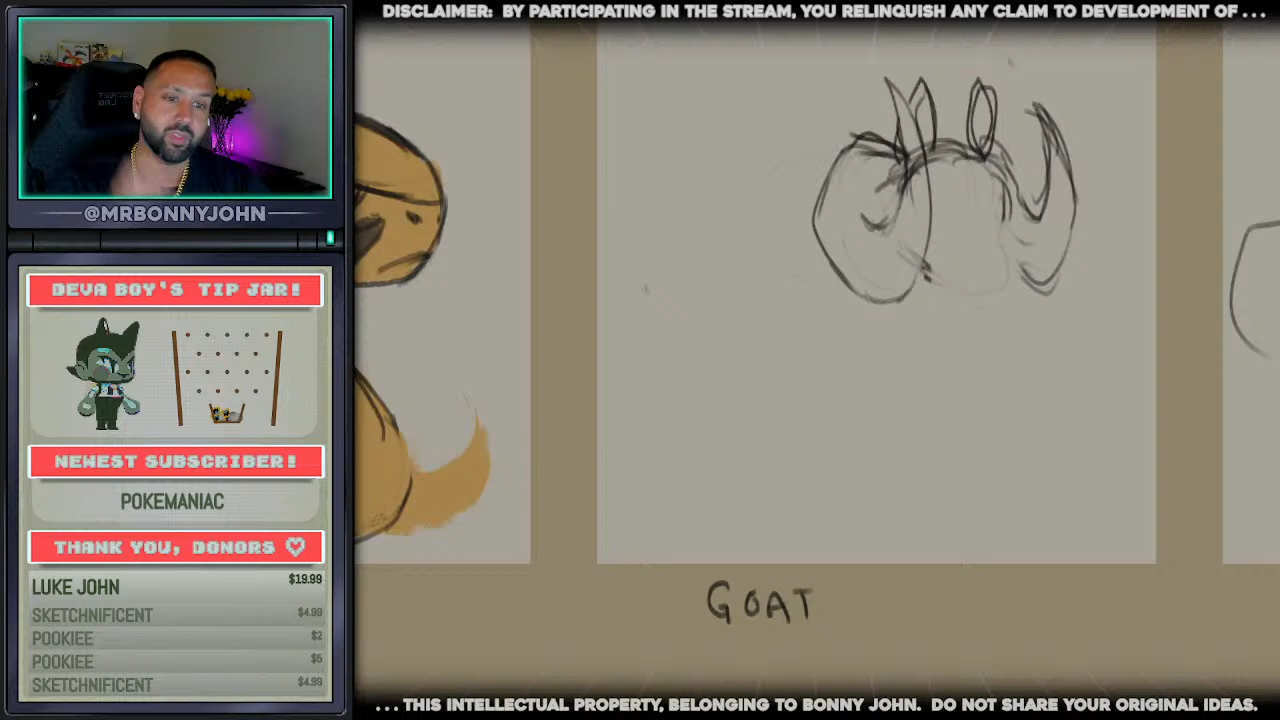 DISCLAIMER: BY PARTICIPATING IN THE STREAM, YOU RELINQUISH ANY CLAIM TO DEVELOPMENT OF . . .
@MRBONNYJOHN
DEVA BOY'S TIP JAR!
NEWEST SUBSCRIBER!
POKEMANIAC
THANK YOU, DONORS
LUKE JOHN $19.99
SKETCHNIFICENT $4.99
POOKIEE $2
POOKIEE $5
SKETCHNIFICENT $4.99
GOAT
. . . THIS INTELLECTUAL PROPERTY, BELONGING TO BONNY JOHN. DO NOT SHARE YOUR ORIGINAL IDEAS.